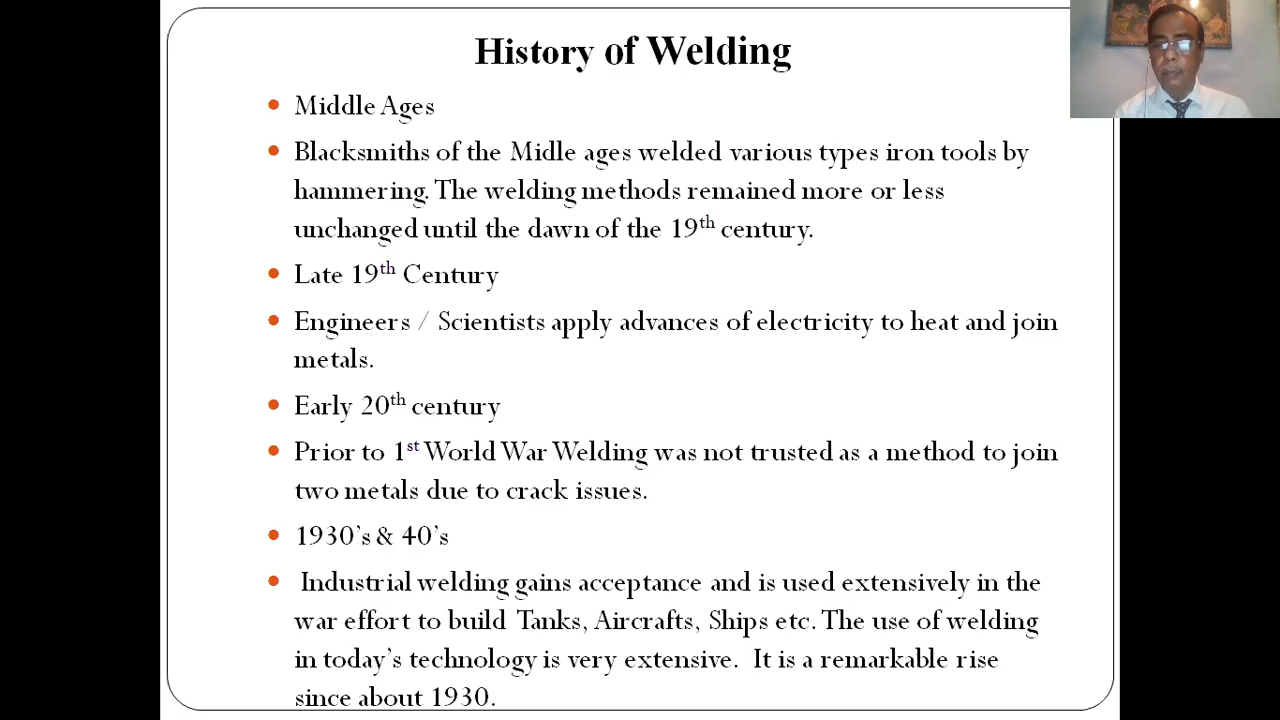 History of Welding
Middle Ages
Blacksmiths of the Midle ages welded various types iron tools by
hammering. The welding methods remained more or less
unchanged until the dawn of the 19th century.
Late 19th Century
Engineers / Scientists apply advances of electricity to heat and join
metals.
Early 20th century
Prior to 1st World War Welding was not trusted as a method to join
two metals due to crack issues.
1930's & 40's
Industrial welding gains acceptance and is used extensively in the
war effort to build Tanks, Aircrafts, Ships etc. The use of welding
in today's technology is very extensive. It is a remarkable rise
since about 1930.